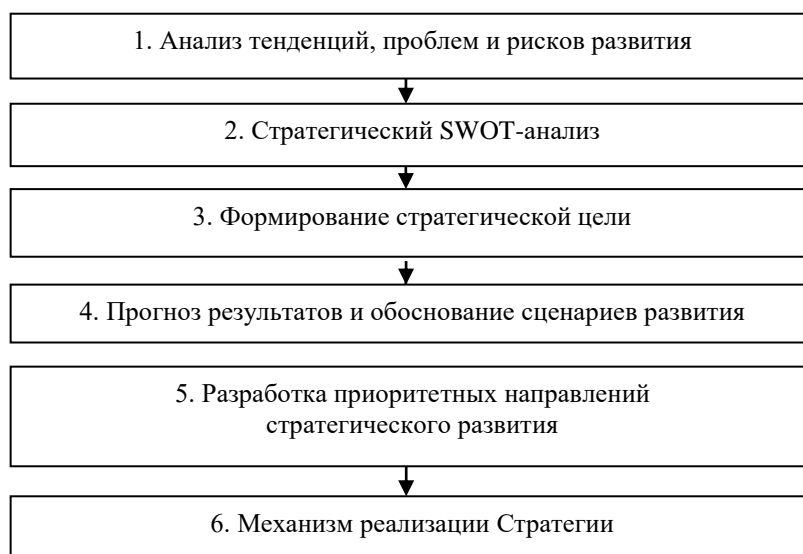 1. Анализ тенденций, проблем и рисков развития
2. Стратегический SWOT-анализ
3. Формирование стратегической цели
4. Прогноз результатов и обоснование сценариев развития
5. Разработка приоритетных направлений
стратегического развития
6. Механизм реализации Стратегии